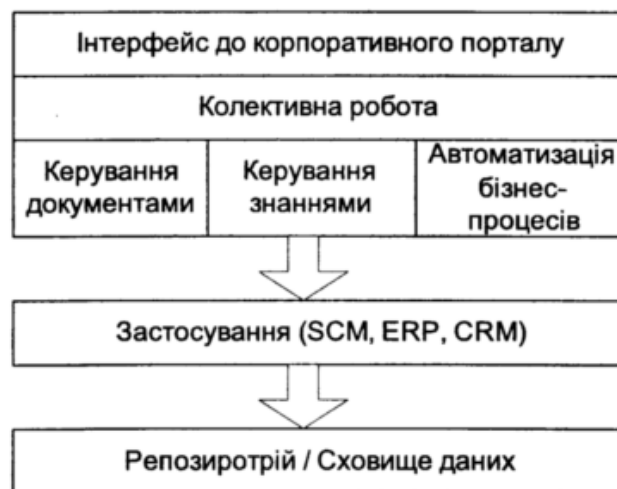 Інтерфейс до корпоративного порталу
Колективна робота
Керування
документами
Керування
знаннями
Автоматизація
бізнес-
процесів
Застосування (SCM, ERP, CRM)
Репозиротрій / Сховище даних